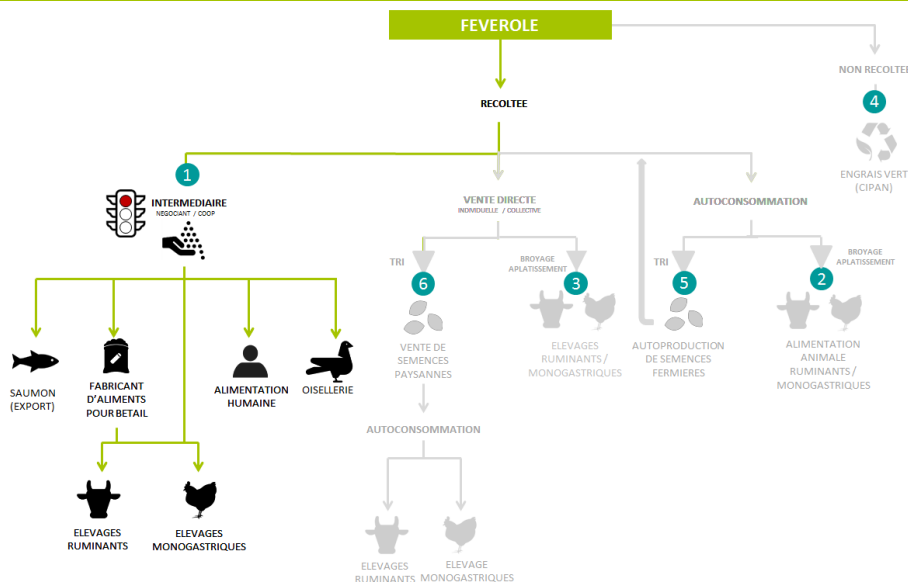 FEVEROLE
NON RECOLTEE
4
ENGRAIS VERT
(CIPAN)
RECOLTEE
1
INTERMEDIAIRE
NEGOCIANT / COOP
VENTE DIRECTE
INDIVIDUELLE / COLLECTIVE
AUTOCONSOMMATION
TRI
6
BROYAGE
APLATISSEMENT
3
TRI
5
BROYAGE
APLATISSEMENT
2
SAUMON
(EXPORT)
FABRICANT
D'ALIMENTS
POUR BETAIL
ALIMENTATION
HUMAINE
OISELLERIE
VENTE DE
SEMENCES
PAYSANNES
ELEVAGES
RUMINANTS /
MONOGASTRIQUES
AUTOPRODUCTION
DE SEMENCES
FERMIERES
ALIMENTATION
ANIMALE
RUMINANTS /
MONOGASTRIQUES
AUTOCONSOMMATION
ELEVAGES
RUMINANTS
ELEVAGES
MONOGASTRIQUES
ELEVAGES
RUMINANTS
ELEVAGE
MONOGASTRIQUES